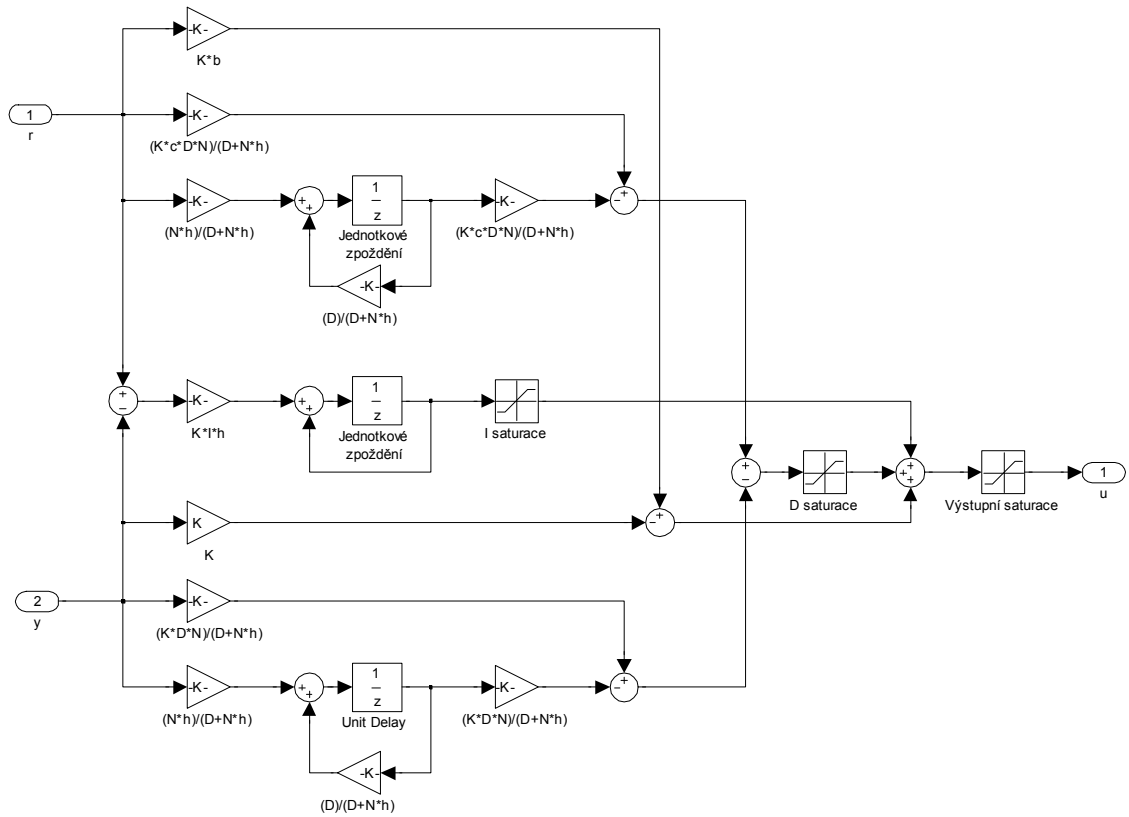 -K-
K*b
1
r
-K-
(K*c*D*N)/(D+N*h)
-K-
(N*h)/(D+N*h)
1
z
Jednotkové
zpoždění
-K-
(K*c*D*N)/(D+N*h)
-K-
(D)/(D+N*h)
-K-
K*I*h
1
z
Jednotkové
zpoždění
I saturace
D saturace
Výstupní saturace
1
u
K
K
2
y
-K-
(K*D*N)/(D+N*h)
-K-
(N*h)/(D+N*h)
1
z
Unit Delay
-K-
(K*D*N)/(D+N*h)
-K-
(D)/(D+N*h)